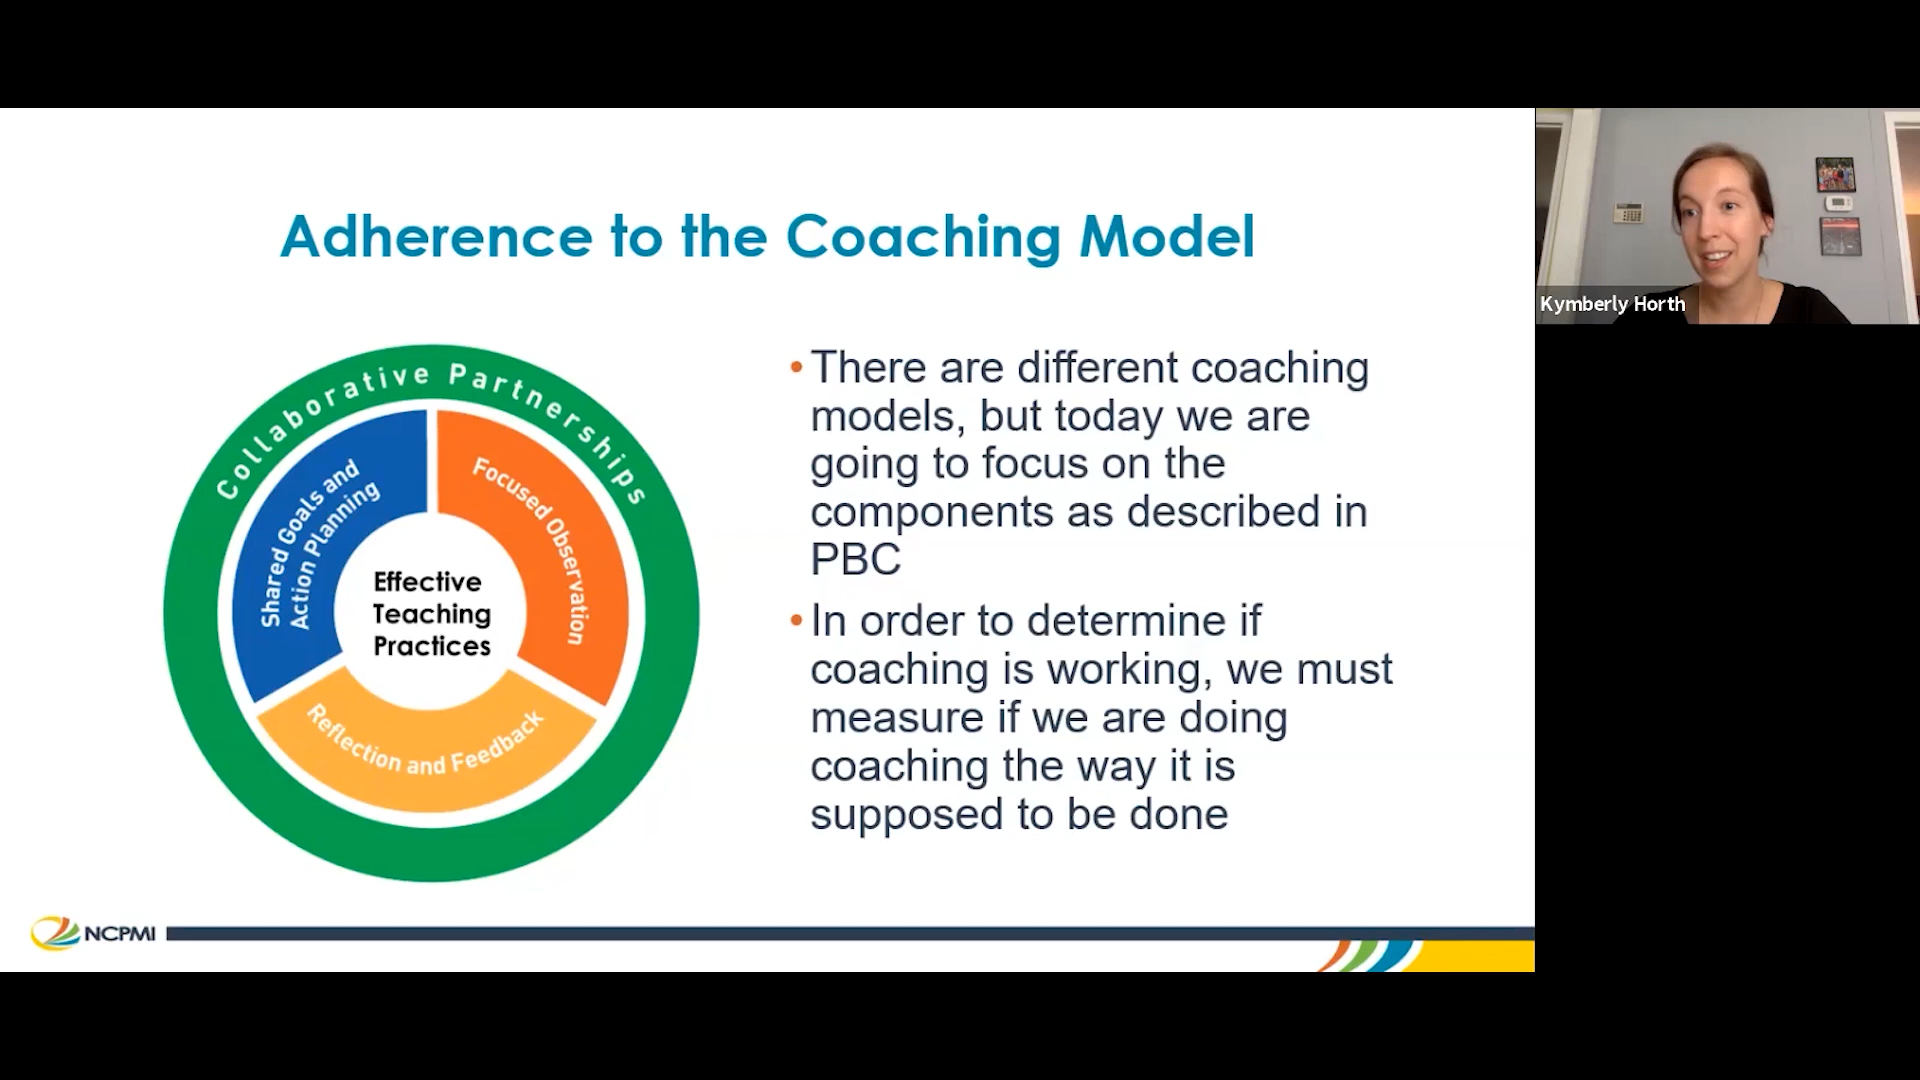 Adherence to the Coaching Model
Collaborative Partnerships
Shared Goals and
Action Planning
Focused Observation
Reflection and Feedback
Effective
Teaching
Practices
•There are different coaching
models, but today we are
going to focus on the
components as described in
PBC
•In order to determine if
coaching is working, we must
measure if we are doing
coaching the way it is
supposed to be done
NCPMI
Kymberly Horth